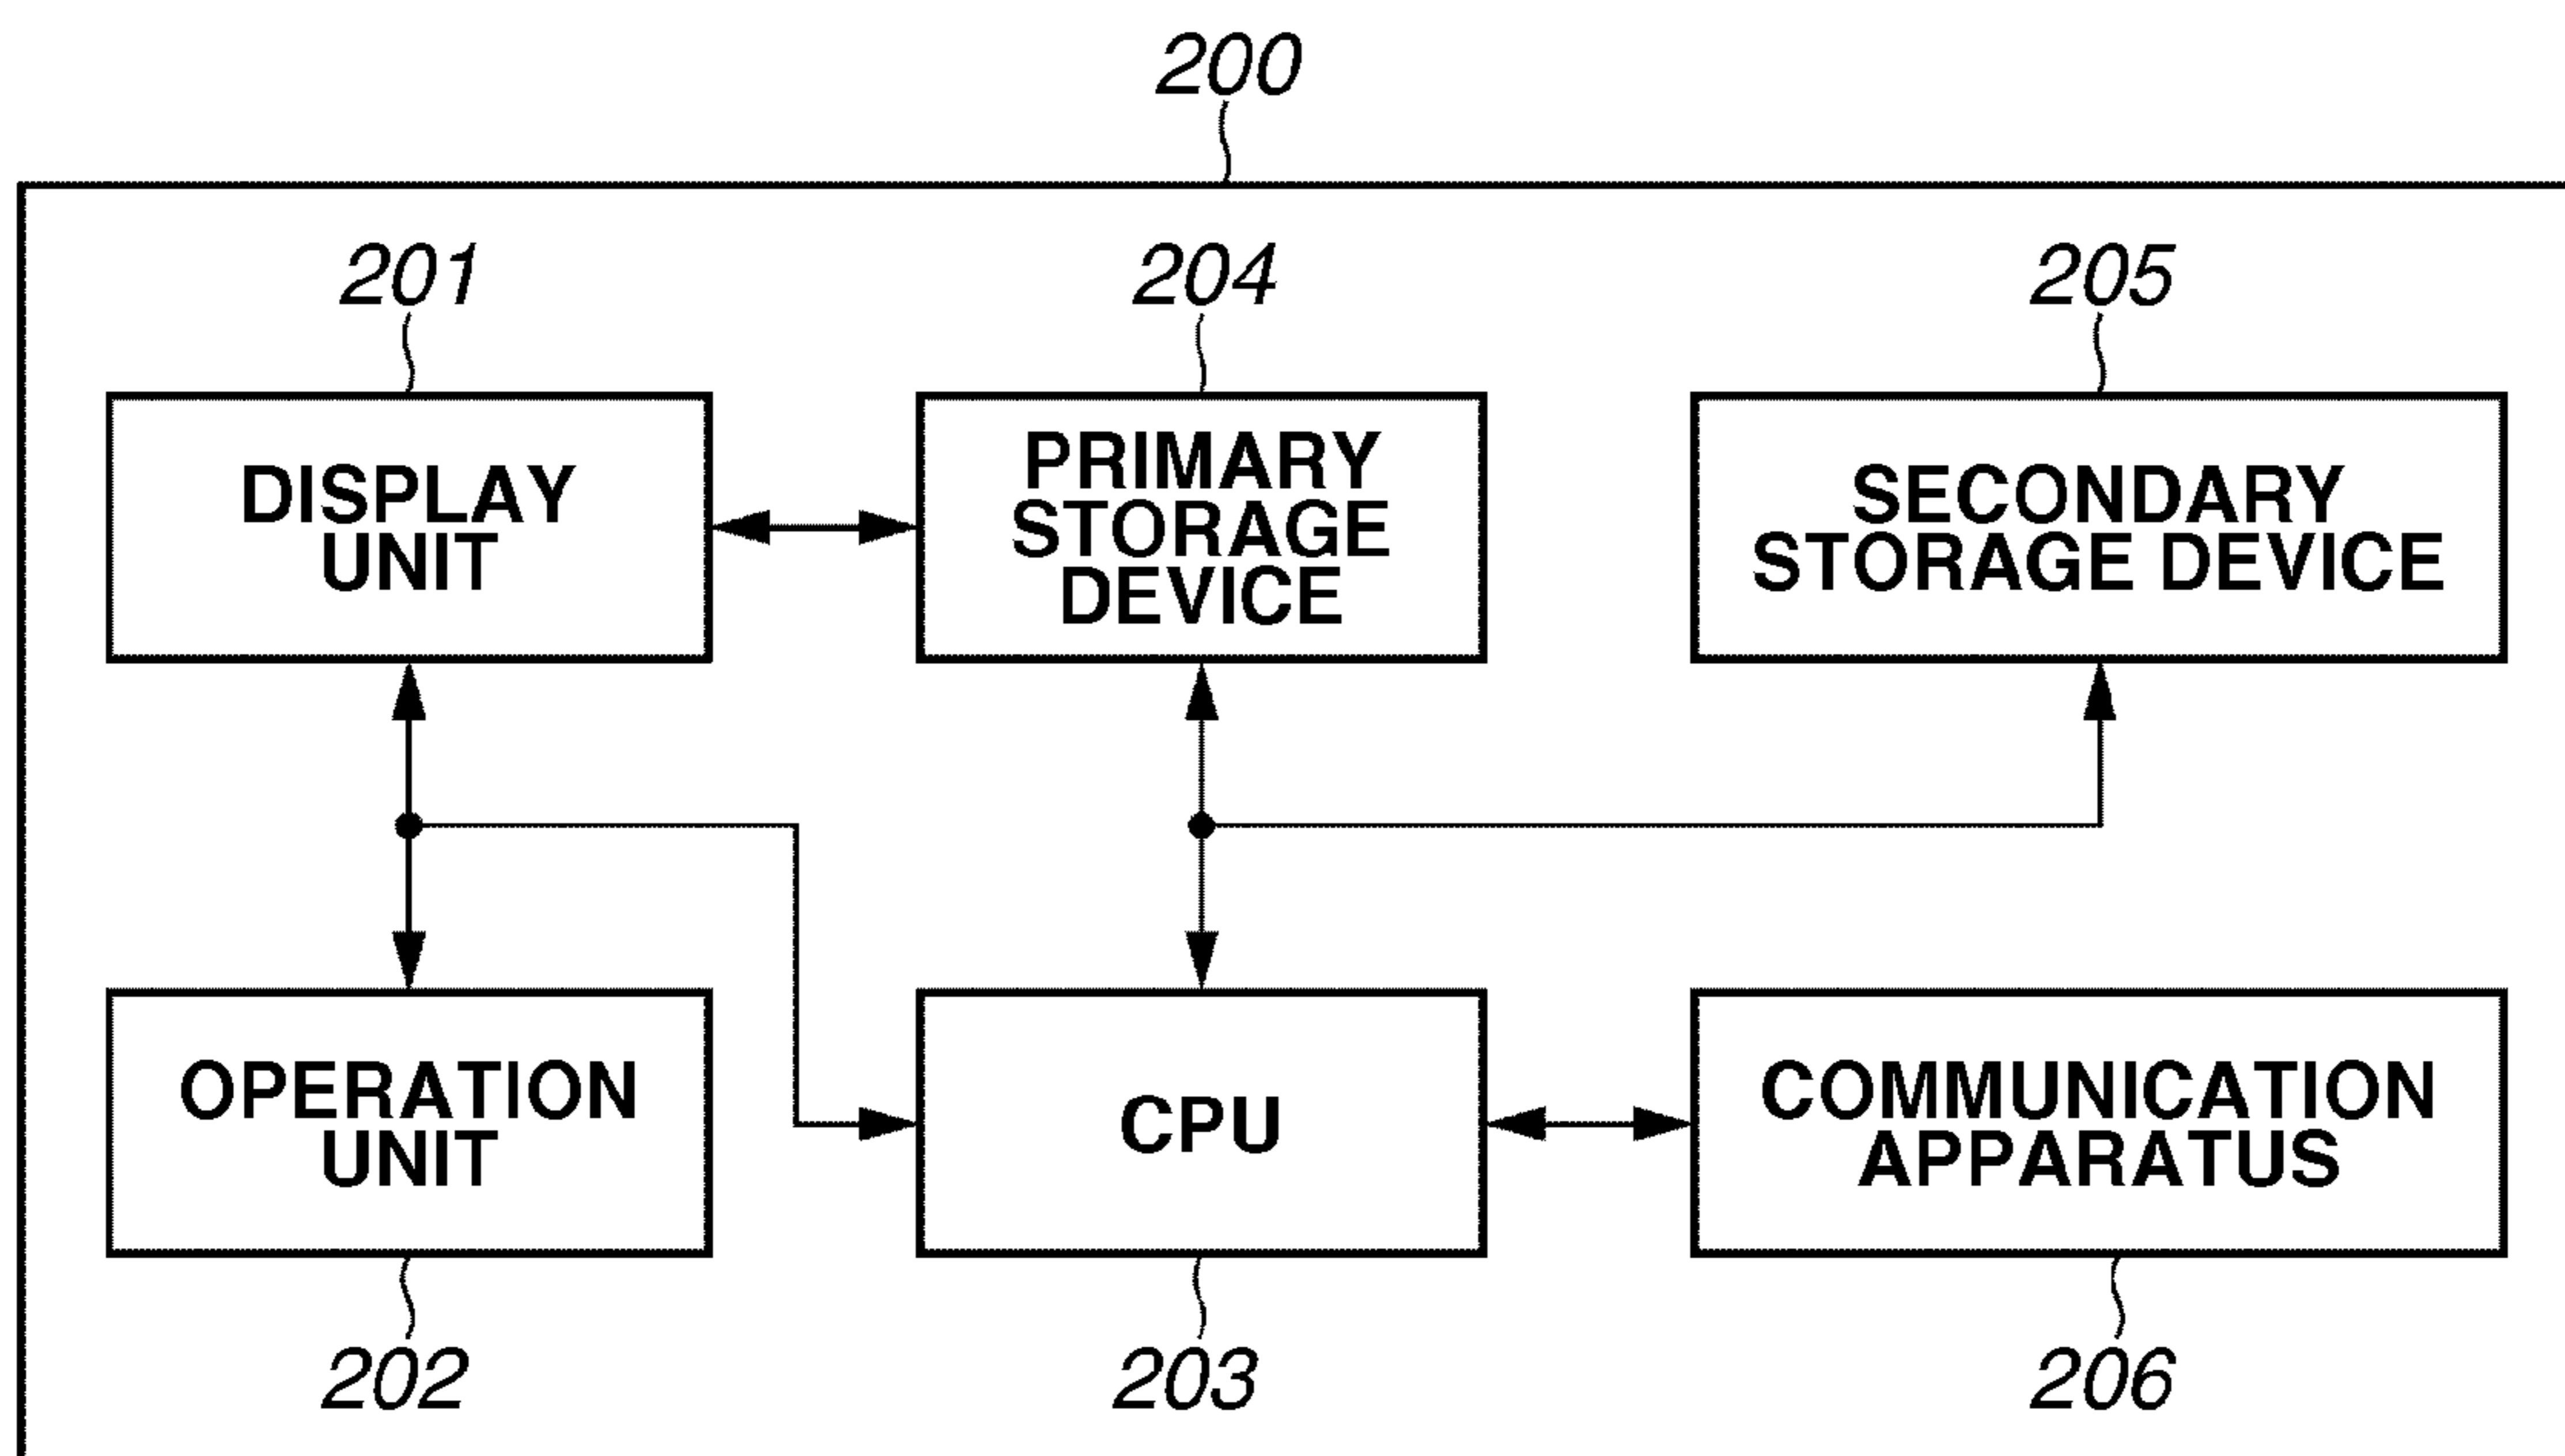 200
201
204
205
DISPLAY
UNIT
PRIMARY
STORAGE
DEVICE
SECONDARY
STORAGE DEVICE
OPERATION
UNIT
CPU
COMMUNICATION
APPARATUS
202
203
206